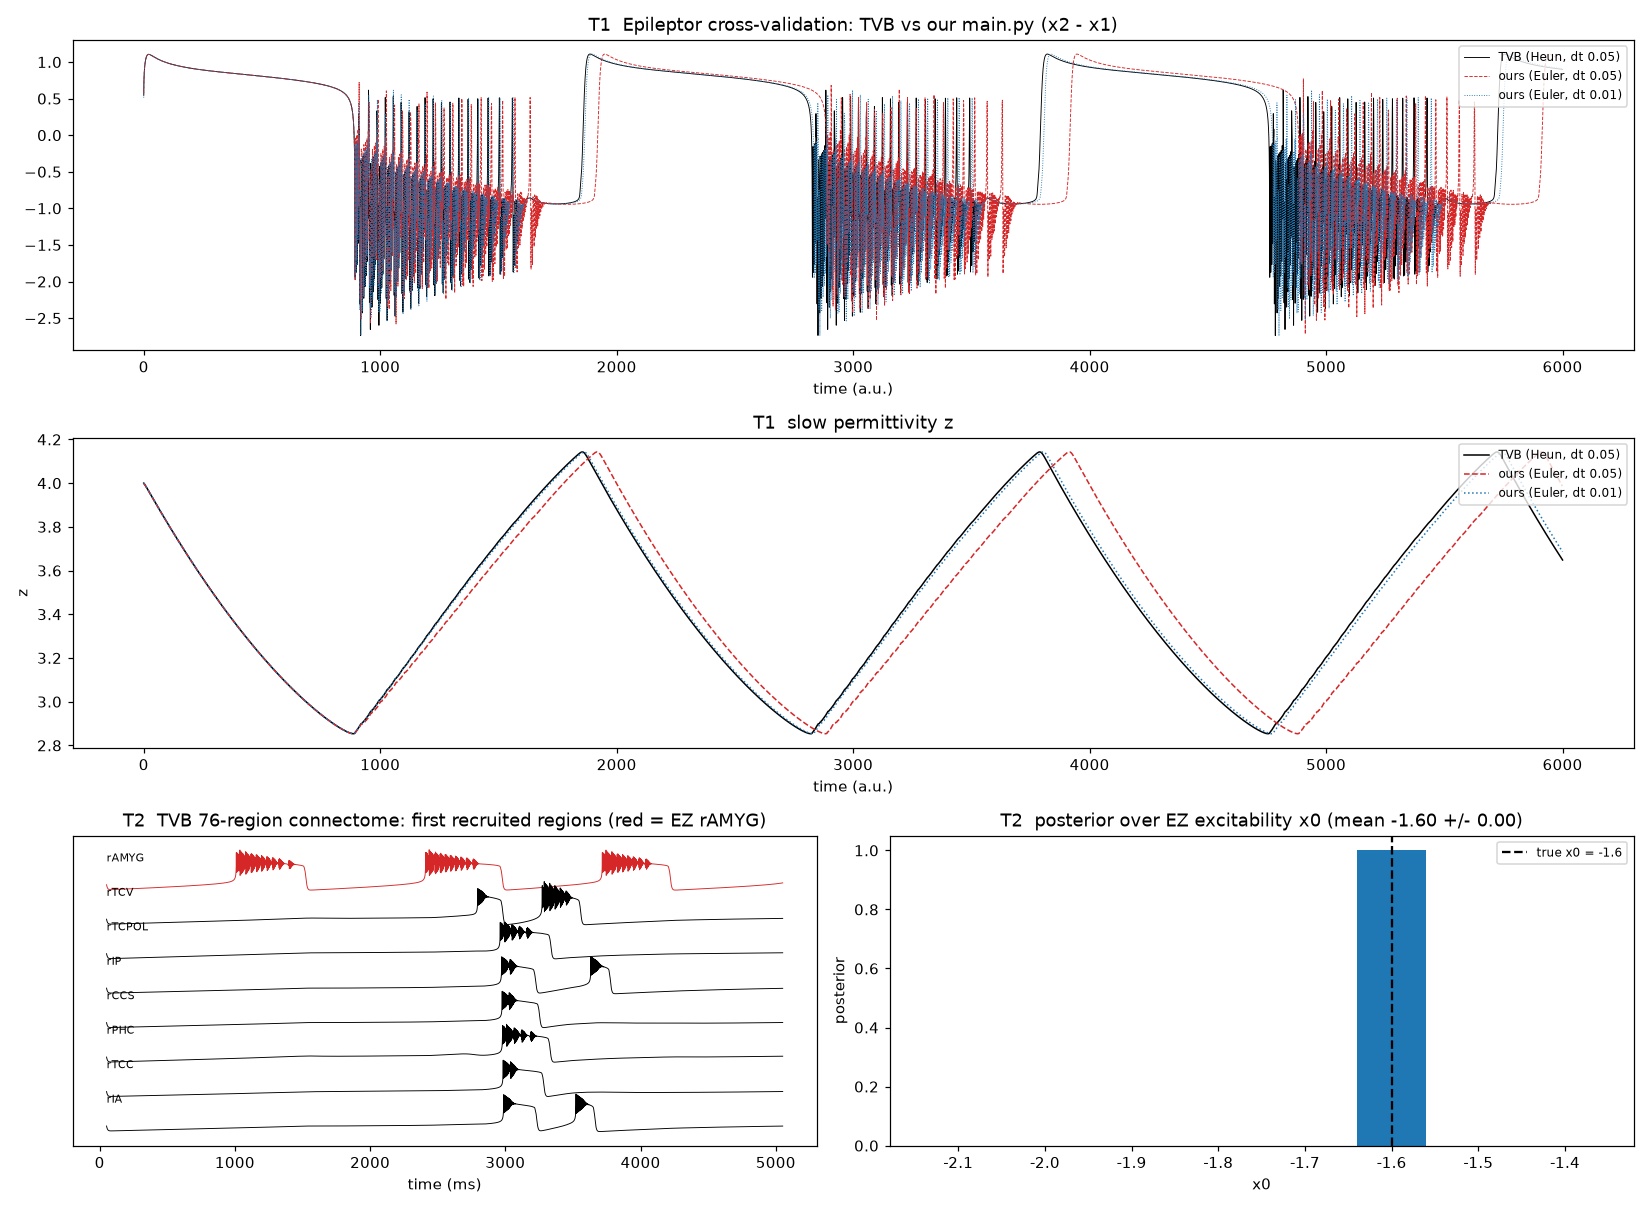 T1  Epileptor cross-validation: TVB vs our main.py (x2 - x1)
TVB (Heun, dt 0.05)
ours (Euler, dt 0.05)
ours (Euler, dt 0.01)
1.0
0.5
0.0
−0.5
−1.0
−1.5
−2.0
−2.5
0 1000 2000 3000 4000 5000 6000
time (a.u.)
T1  slow permittivity z
TVB (Heun, dt 0.05)
ours (Euler, dt 0.05)
ours (Euler, dt 0.01)
4.2
4.0
3.8
3.6
3.4
3.2
3.0
2.8
z
0 1000 2000 3000 4000 5000 6000
time (a.u.)
T2  TVB 76-region connectome: first recruited regions (red = EZ rAMYG)
rAMYG
rTCV
rTCPOL
rIP
rCCS
rPHC
rTCC
rIA
0 1000 2000 3000 4000 5000
time (ms)
T2  posterior over EZ excitability x0 (mean -1.60 +/- 0.00)
true x0 = -1.6
1.0
0.8
0.6
0.4
0.2
0.0
posterior
-2.1 -2.0 -1.9 -1.8 -1.7 -1.6 -1.5 -1.4
x0